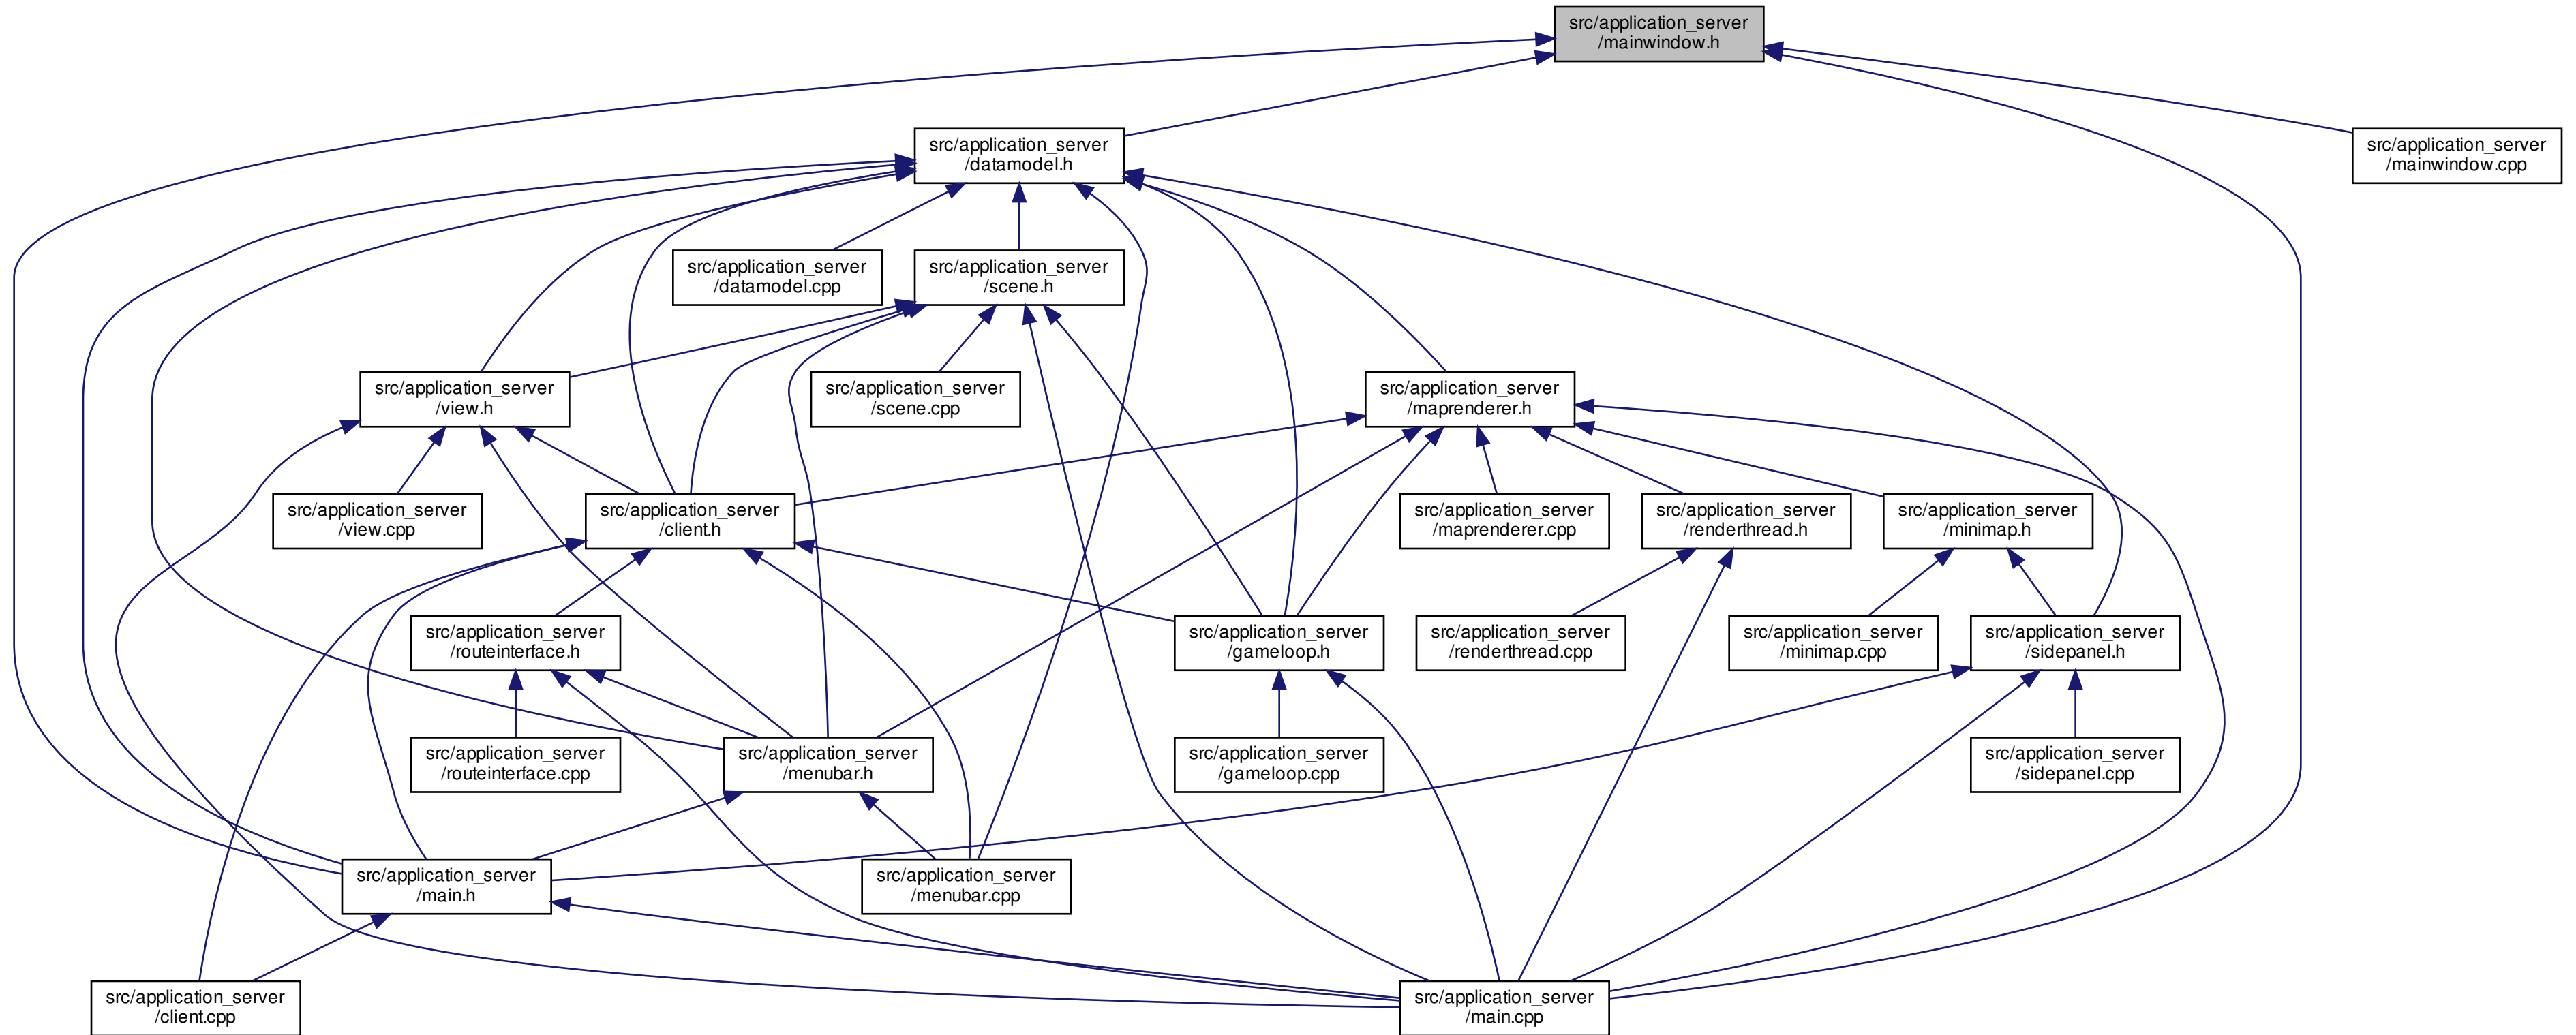 src/application_server
/mainwindow.h
src/application_server
/datamodel.h
src/application_server
/mainwindow.cpp
src/application_server
/datamodel.cpp
src/application_server
/scene.h
src/application_server
/view.h
src/application_server
/scene.cpp
src/application_server
/maprenderer.h
src/application_server
/view.cpp
src/application_server
/client.h
src/application_server
/maprenderer.cpp
src/application_server
/renderthread.h
src/application_server
/minimap.h
src/application_server
/routeinterface.h
src/application_server
/gameloop.h
src/application_server
/renderthread.cpp
src/application_server
/minimap.cpp
src/application_server
/sidepanel.h
src/application_server
/routeinterface.cpp
src/application_server
/menubar.h
src/application_server
/gameloop.cpp
src/application_server
/sidepanel.cpp
src/application_server
/main.h
src/application_server
/menubar.cpp
src/application_server
/client.cpp
src/application_server
/main.cpp